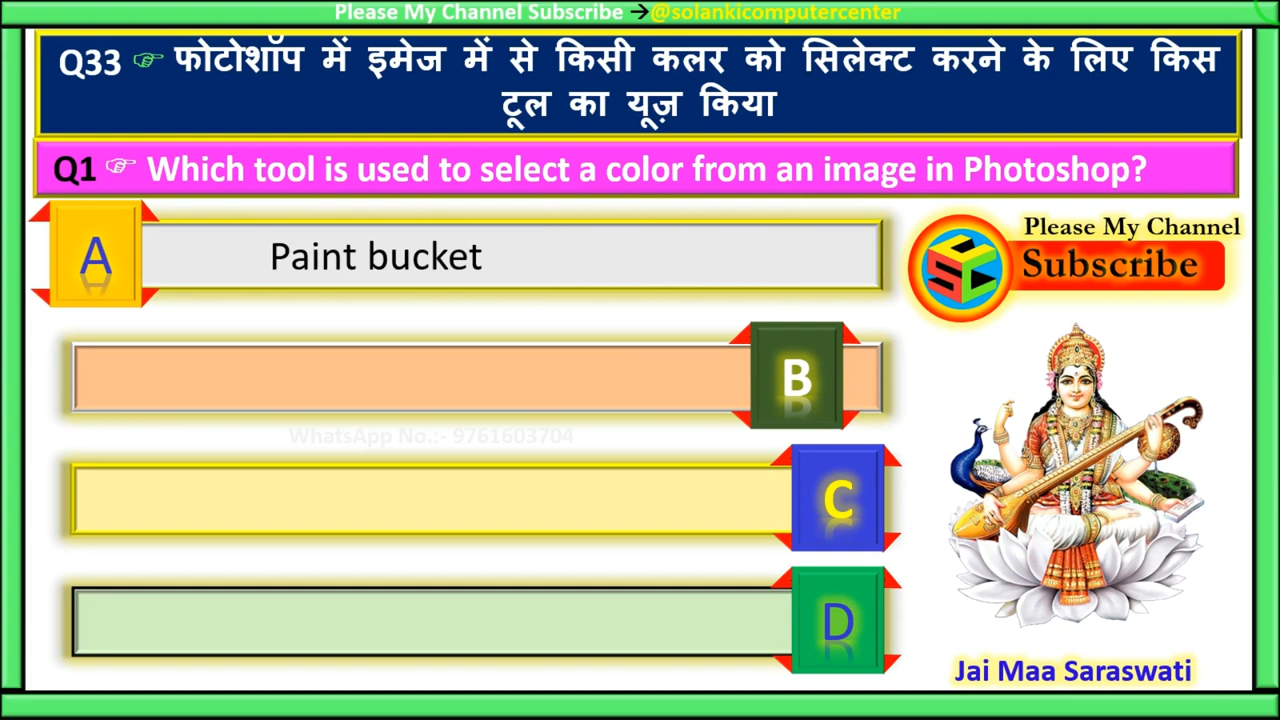 Please My Channel Subscribe →@solankicomputercenter
Q33 ☞ फोटोशॉप में इमेज में से किसी कलर को सिलेक्ट करने के लिए किस
टूल का यूज़ किया
Q1 ☞ Which tool is used to select a color from an image in Photoshop?
A Paint bucket
Please My Channel
Subscribe
SCC
B
WhatsApp No.:- 9761603704
C
D
Jai Maa Saraswati